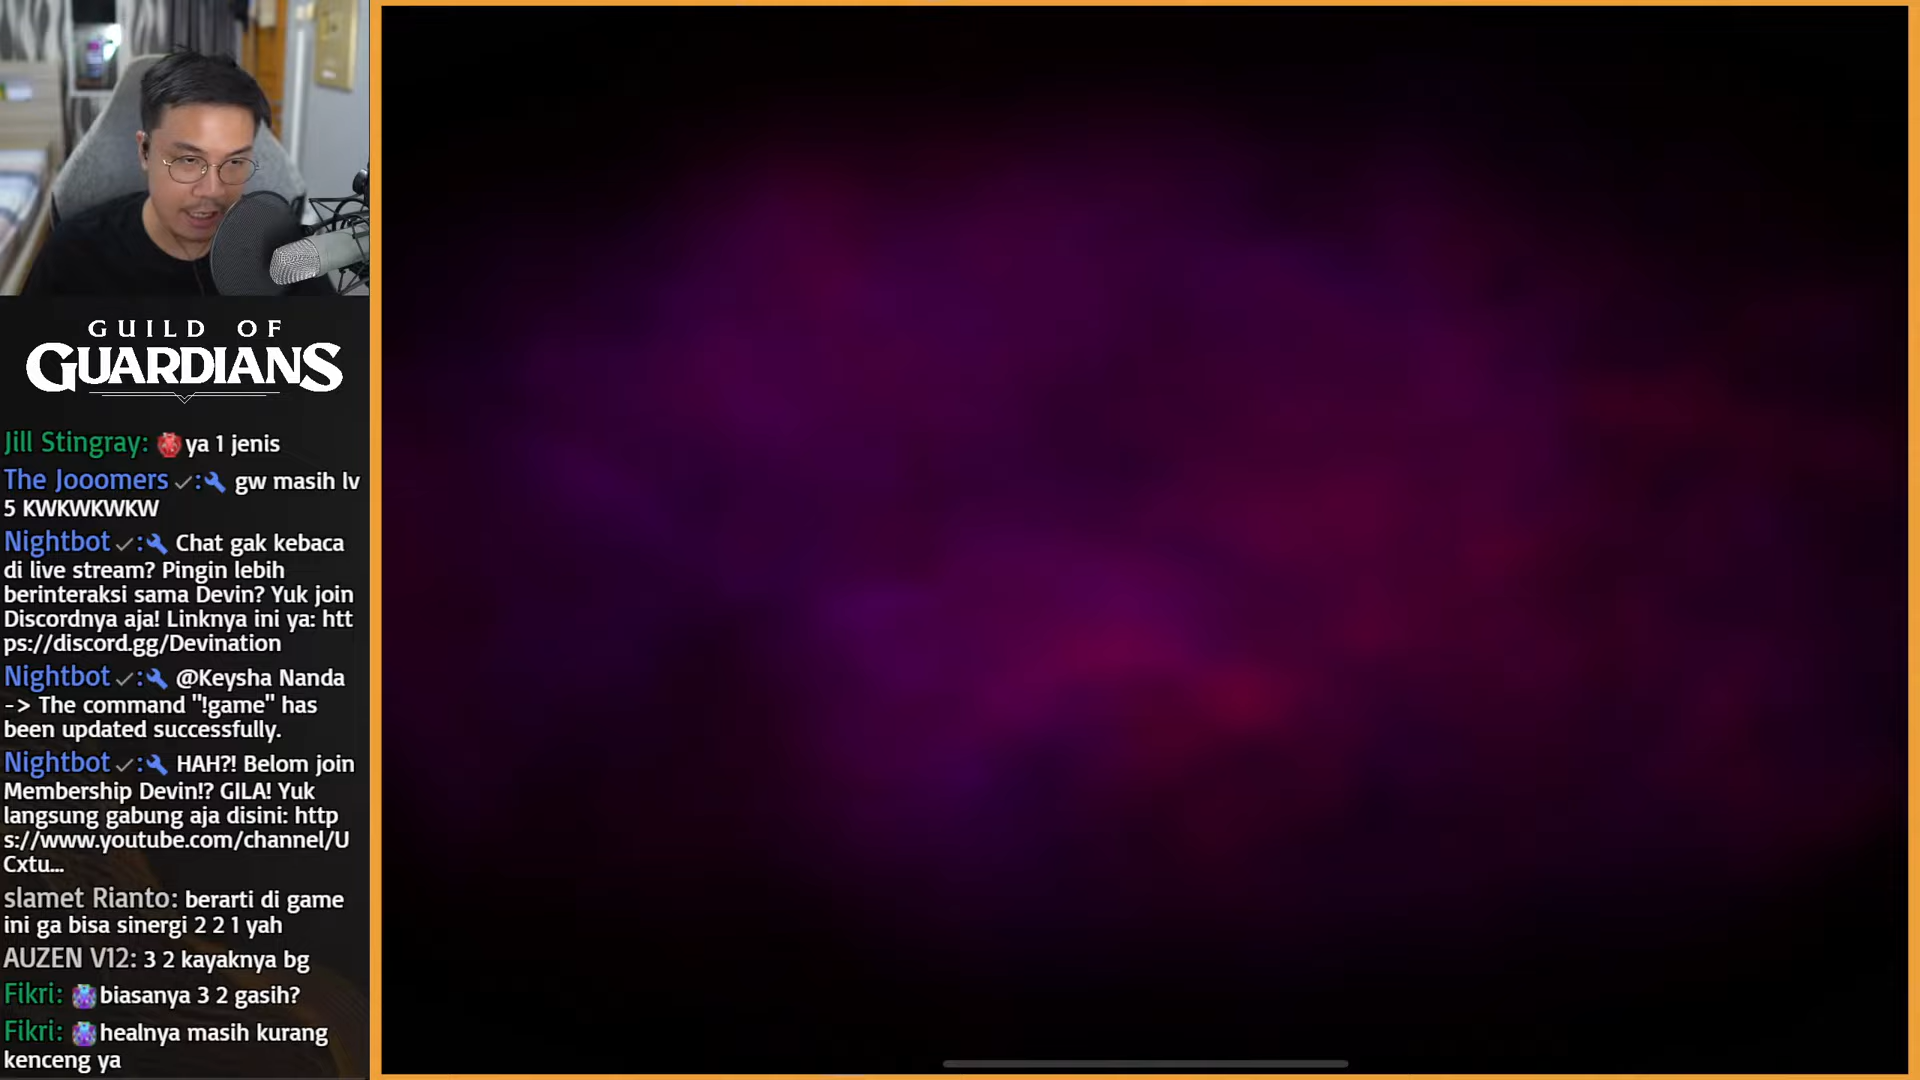 GUILD OF
GUARDIANS
Jill Stingray: ya 1 jenis
The Jooomers ✓: gw masih lv
5 KWKWKWKW
Nightbot ✓: Chat gak kebaca
di live stream? Pingin lebih
berinteraksi sama Devin? Yuk join
Discordnya aja! Linknya ini ya: htt
ps://discord.gg/Devination
Nightbot ✓: @Keysha Nanda
-> The command "!game" has
been updated successfully.
Nightbot ✓: HAH?! Belom join
Membership Devin!? GILA! Yuk
langsung gabung aja disini: http
s://www.youtube.com/channel/U
Cxtu...
slamet Rianto: berarti di game
ini ga bisa sinergi 2 2 1 yah
AUZEN V12: 3 2 kayaknya bg
Fikri: biasanya 3 2 gasih?
Fikri: healnya masih kurang
kenceng ya